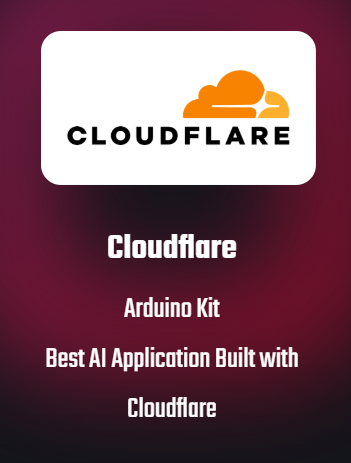 CLOUDFLARE
Cloudflare
Arduino Kit
Best AI Application Built with
Cloudflare